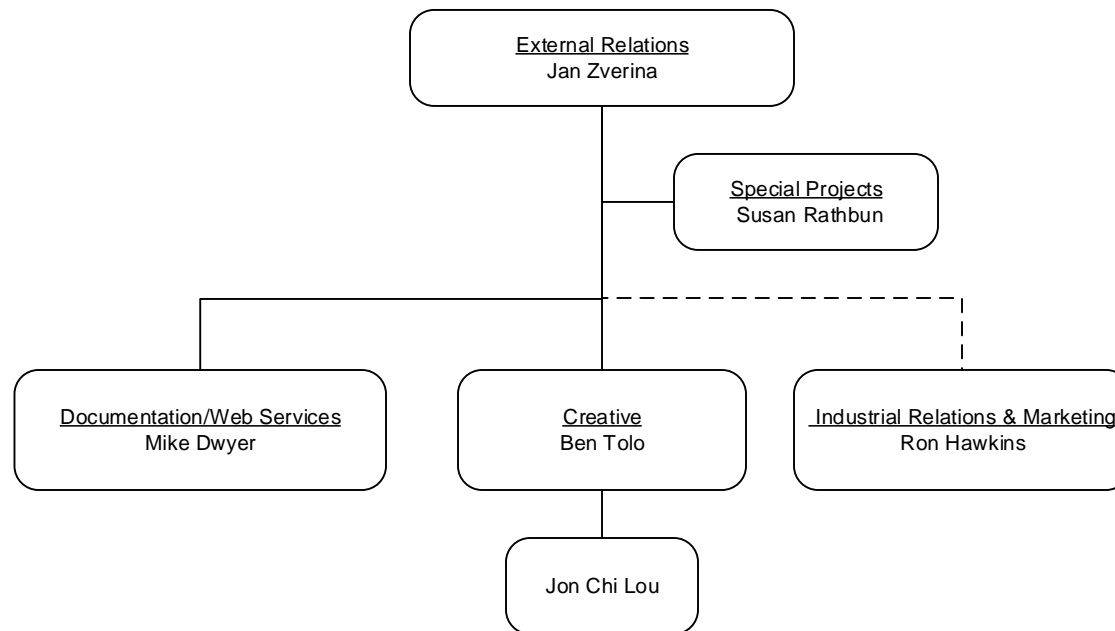 External Relations
Jan Zverina
Special Projects
Susan Rathbun
Documentation/Web Services
Mike Dwyer
Creative
Ben Tolo
Industrial Relations & Marketing
Ron Hawkins
Jon Chi Lou